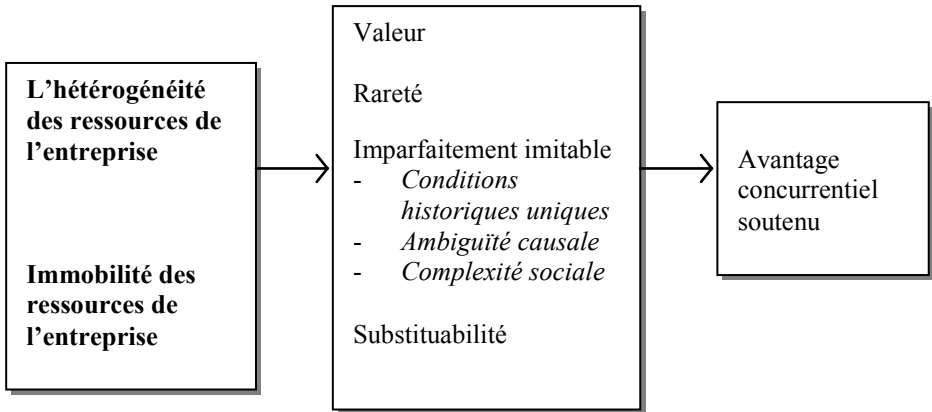 L’hétérogénéité
des ressources de
l’entreprise
Immobilité des
ressources de
l’entreprise
Valeur
Rareté
Imparfaitement imitable
- Conditions
historiques uniques
- Ambiguïté causale
- Complexité sociale
Substituabilité
Avantage
concurrentiel
soutenu